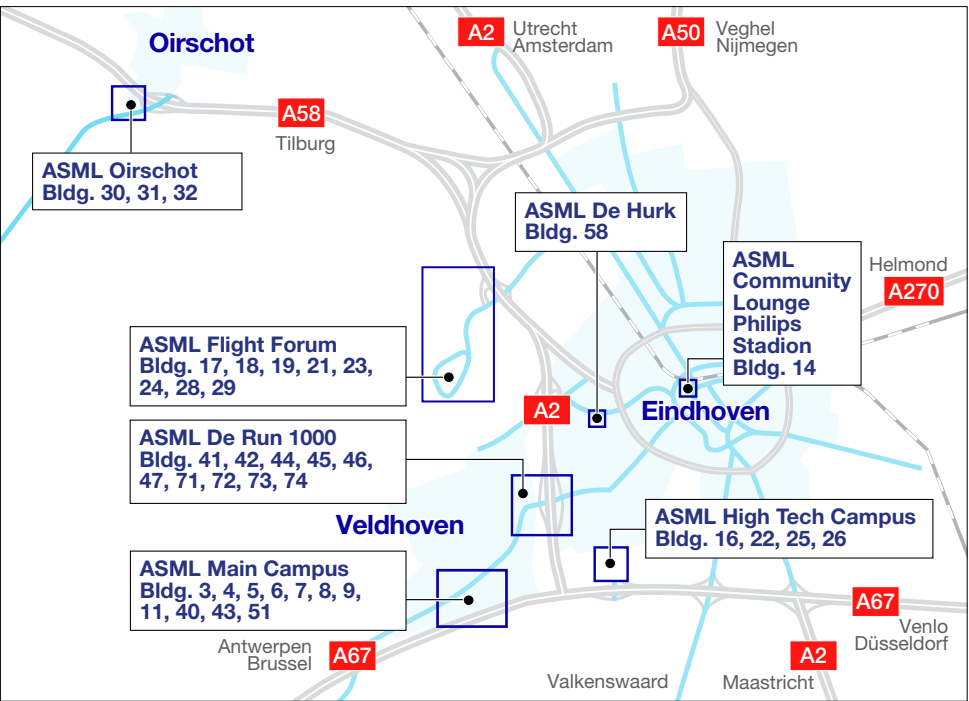 Oirschot
A2
Utrecht
Amsterdam
A50
Veghel
Nijmegen
A58
Tilburg
ASML Oirschot
Bldg. 30, 31, 32
ASML De Hurk
Bldg. 58
ASML
Community
Lounge
Philips
Stadion
Bldg. 14
Helmond
A270
ASML Flight Forum
Bldg. 17, 18, 19, 21, 23,
24, 28, 29
A2
Eindhoven
ASML De Run 1000
Bldg. 41, 42, 44, 45, 46,
47, 71, 72, 73, 74
Veldhoven
ASML High Tech Campus
Bldg. 16, 22, 25, 26
ASML Main Campus
Bldg. 3, 4, 5, 6, 7, 8, 9,
11, 40, 43, 51
A67
Venlo
Düsseldorf
Antwerpen
Brussel
A67
A2
Valkenswaard
Maastricht